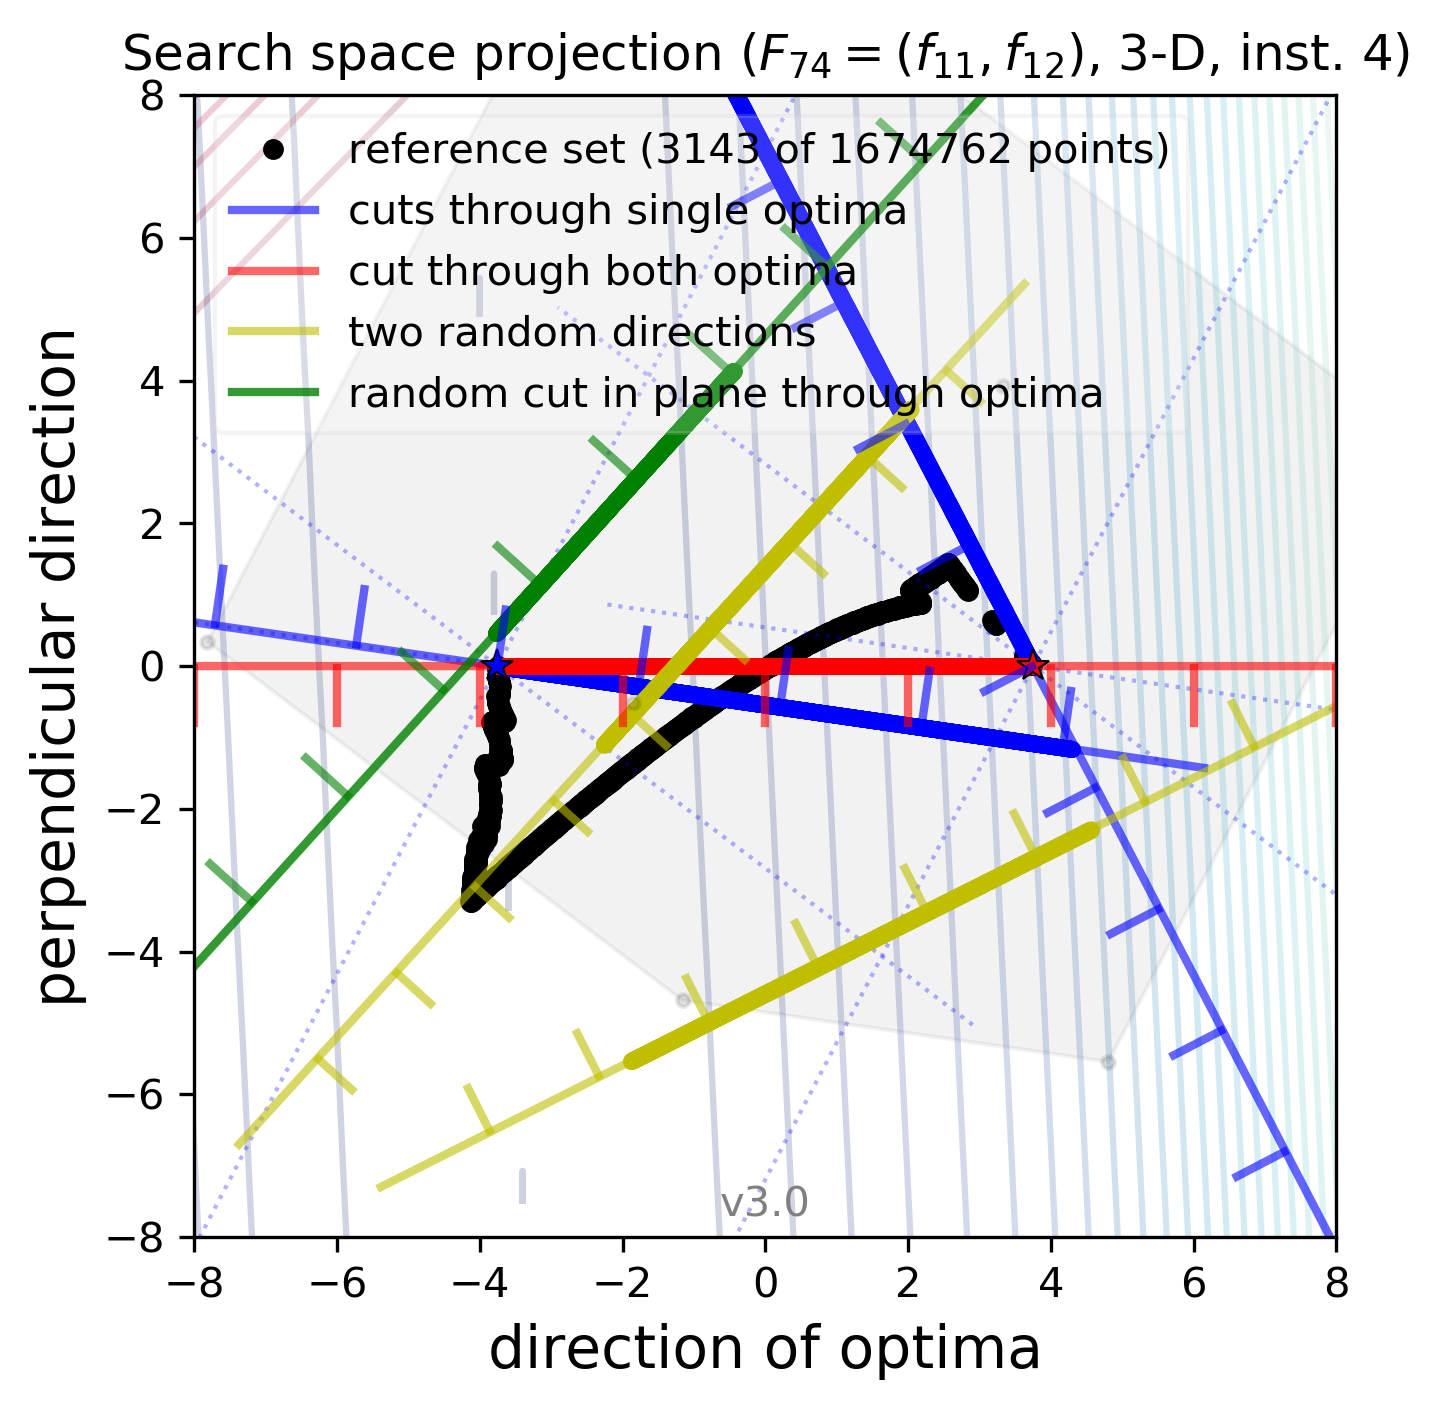 Search space projection (F74 = (f11, f12), 3-D, inst. 4)
8
6
4
2
0
−2
−4
−6
−8
perpendicular direction
reference set (3143 of 1674762 points)
cuts through single optima
cut through both optima
two random directions
random cut in plane through optima
v3.0
−8 −6 −4 −2 0 2 4 6 8
direction of optima